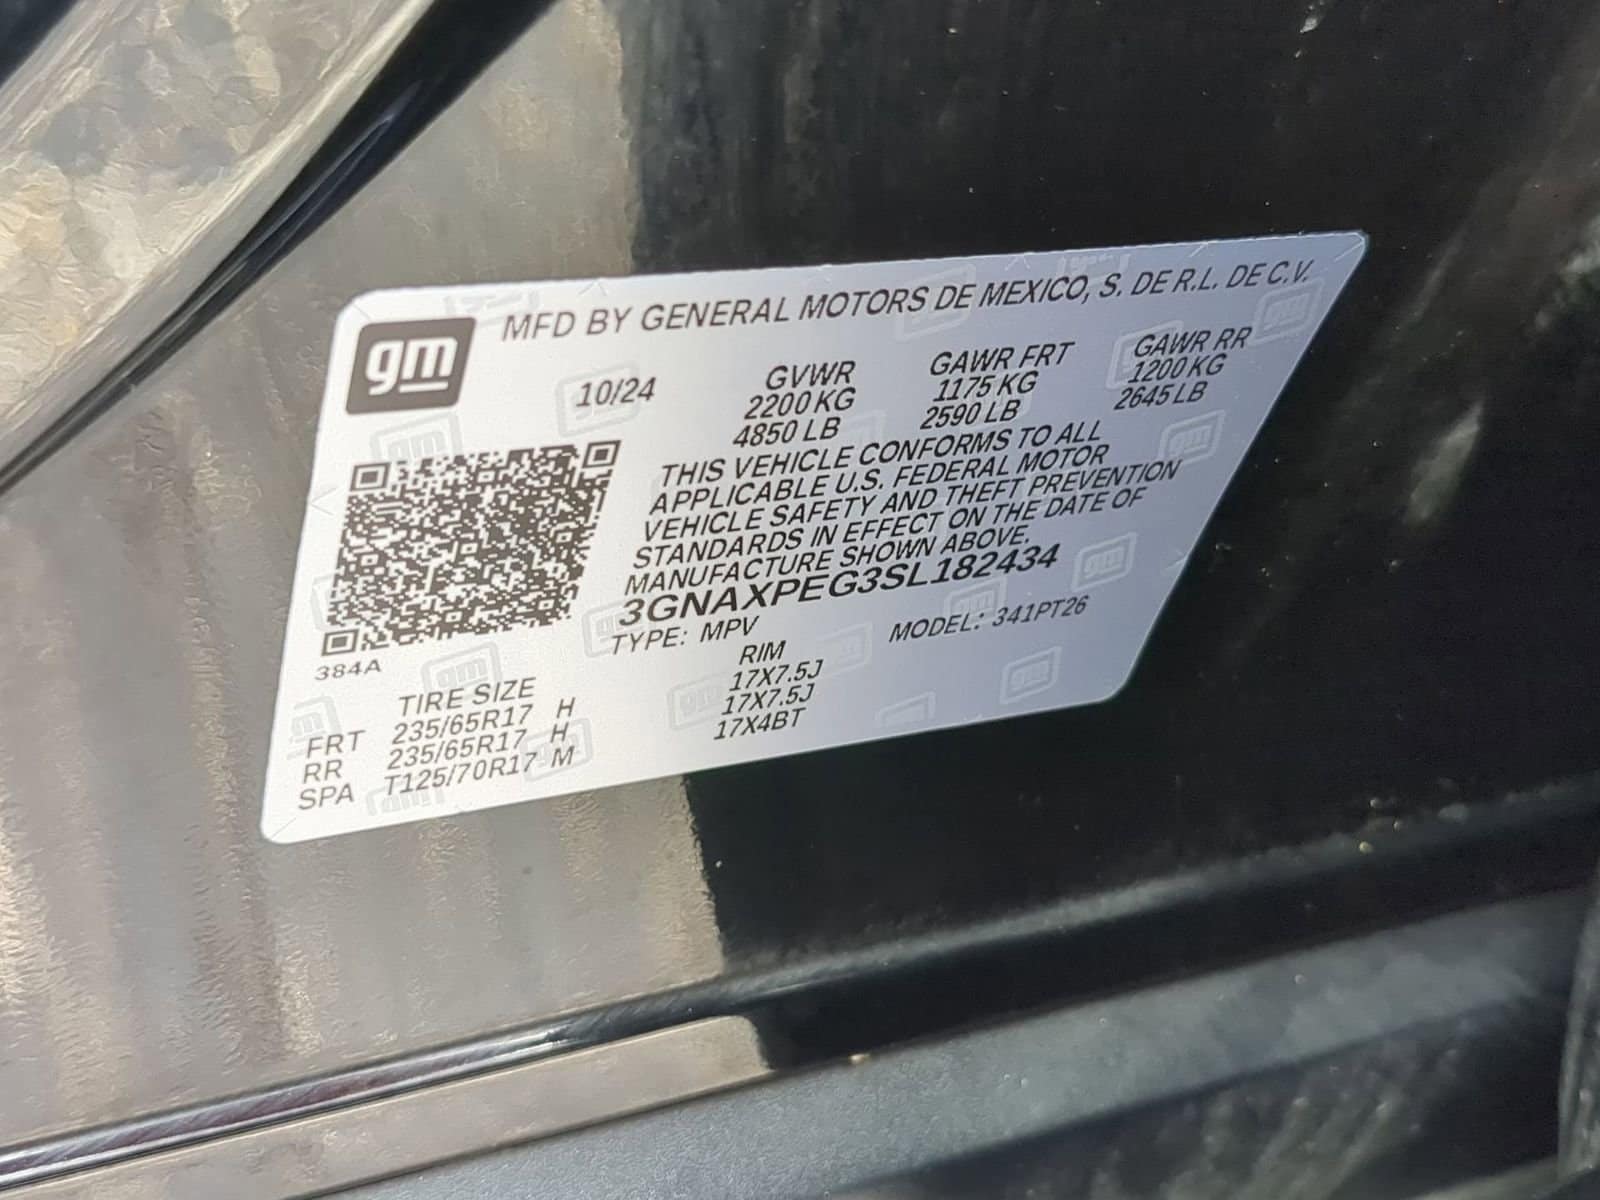 gm
MFD BY GENERAL MOTORS DE MEXICO, S. DE R.L. DE C.V.
10/24
GVWR GAWR FRT GAWR RR
2200 KG 1175 KG 1200 KG
4850 LB 2590 LB 2645 LB
THIS VEHICLE CONFORMS TO ALL
APPLICABLE U.S. FEDERAL MOTOR
VEHICLE SAFETY AND THEFT PREVENTION
STANDARDS IN EFFECT ON THE DATE OF
MANUFACTURE SHOWN ABOVE.
3GNAXPEG3SL182434
TYPE: MPV MODEL: 341PT26
384A
TIRE SIZE RIM
FRT 235/65R17 H 17X7.5J
RR 235/65R17 H 17X7.5J
SPA T125/70R17 M 17X4BT